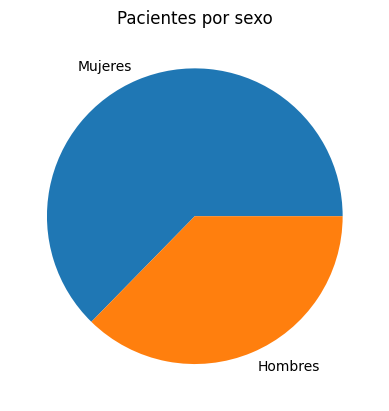 Pacientes por sexo
Mujeres
Hombres